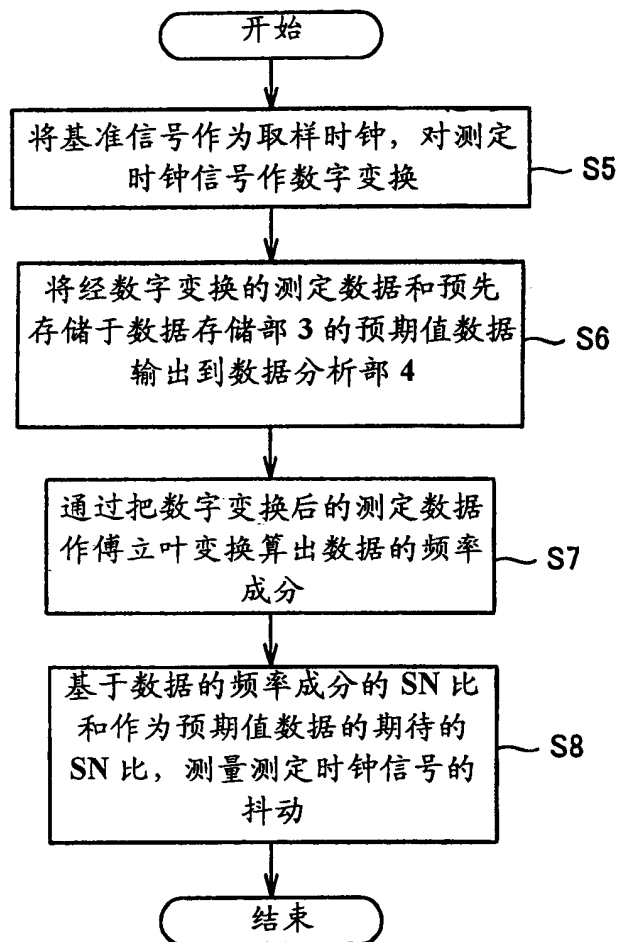 开始
将基准信号作为取样时钟，对测定
时钟信号作数字变换
S5
将经数字变换的测定数据和预先
存储于数据存储部 3 的预期值数据
输出到数据分析部 4
S6
通过把数字变换后的测定数据
作傅立叶变换算出数据的频率
成分
S7
基于数据的频率成分的 SN 比
和作为预期值数据的期待的
SN 比，测量测定时钟信号的
抖动
S8
结束